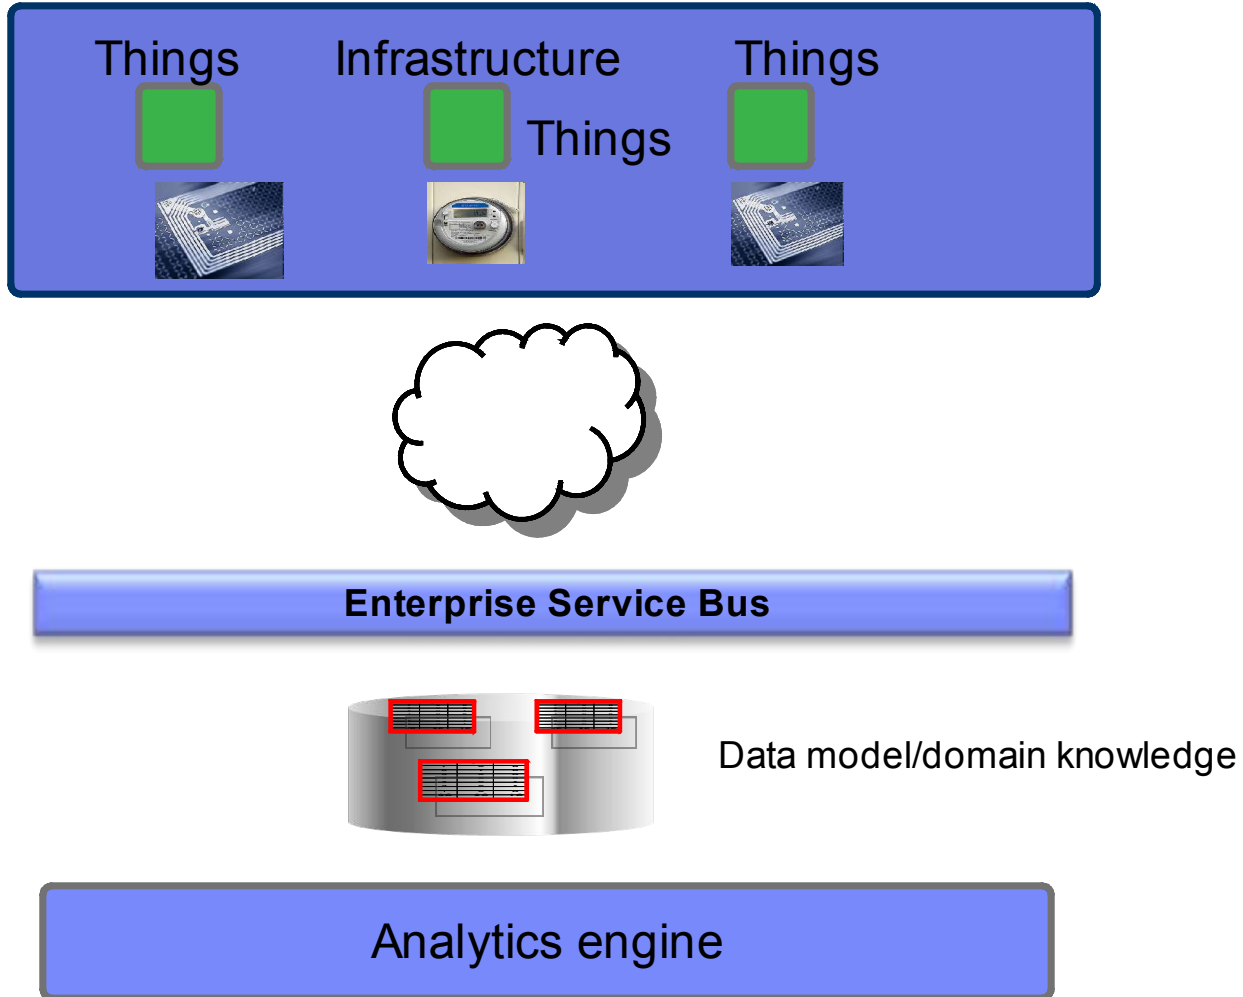 Things
Infrastructure
Things
Things
Enterprise Service Bus
Data model/domain knowledge
Analytics engine